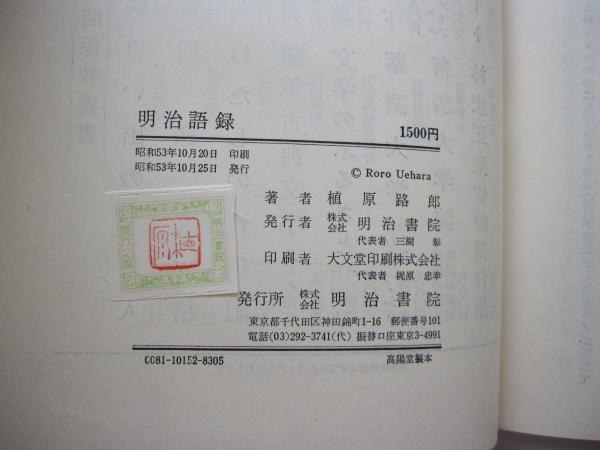 明治語録
1500円
昭和53年10月20日 印刷
昭和53年10月25日 発行
© Roro Uehara
著者 植原路郎
発行者 株式会社 明治書院
代表者 三樹 彰
印刷者 大文堂印刷株式会社
代表者 梶原 忠幸
発行所 株式会社 明治書院
東京都千代田区神田錦町1-16 郵便番号101
電話(03)292-3741(代) 振替口座東京3-4991
0081-10152-8305
高陽堂製本